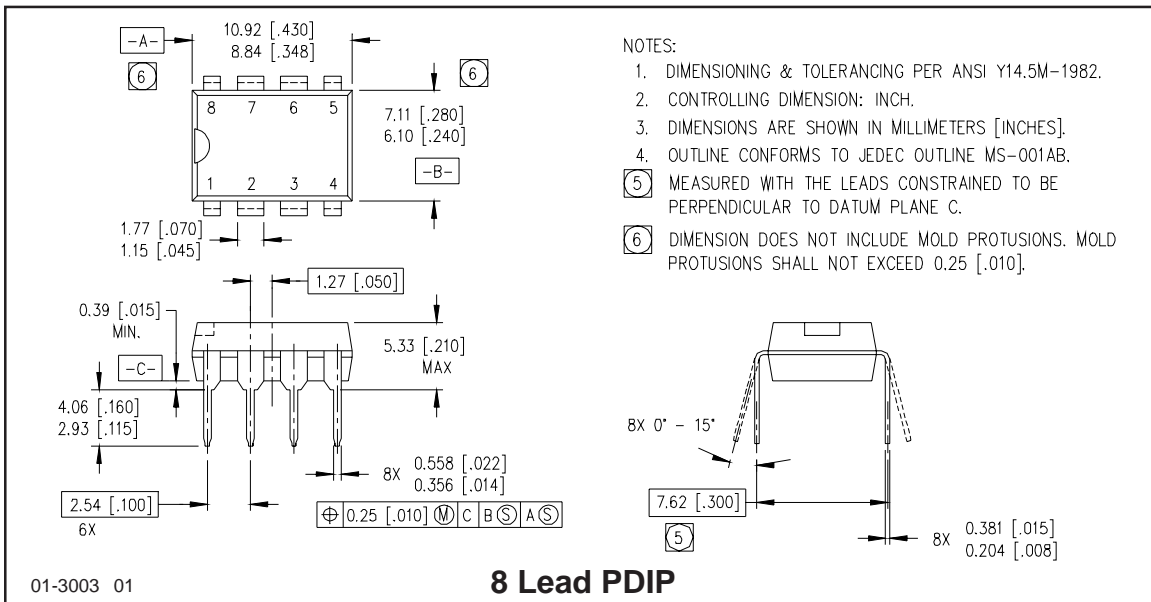 10.92 [.430]
8.84 [.348]
-A-
6
6
8 7 6 5
7.11 [.280]
6.10 [.240]
-B-
1 2 3 4
1.77 [.070]
1.15 [.045]
1.27 [.050]
0.39 [.015]
MIN.
-C-
5.33 [.210]
MAX
4.06 [.160]
2.93 [.115]
8X 0.558 [.022]
0.356 [.014]
2.54 [.100]
6X
⌖ 0.25 [.010] Ⓜ C B Ⓢ A Ⓢ
NOTES:
1. DIMENSIONING & TOLERANCING PER ANSI Y14.5M-1982.
2. CONTROLLING DIMENSION: INCH.
3. DIMENSIONS ARE SHOWN IN MILLIMETERS [INCHES].
4. OUTLINE CONFORMS TO JEDEC OUTLINE MS-001AB.
5 MEASURED WITH THE LEADS CONSTRAINED TO BE
PERPENDICULAR TO DATUM PLANE C.
6 DIMENSION DOES NOT INCLUDE MOLD PROTUSIONS. MOLD
PROTUSIONS SHALL NOT EXCEED 0.25 [.010].
8X 0° - 15°
7.62 [.300]
5
8X 0.381 [.015]
0.204 [.008]
01-3003 01
8 Lead PDIP